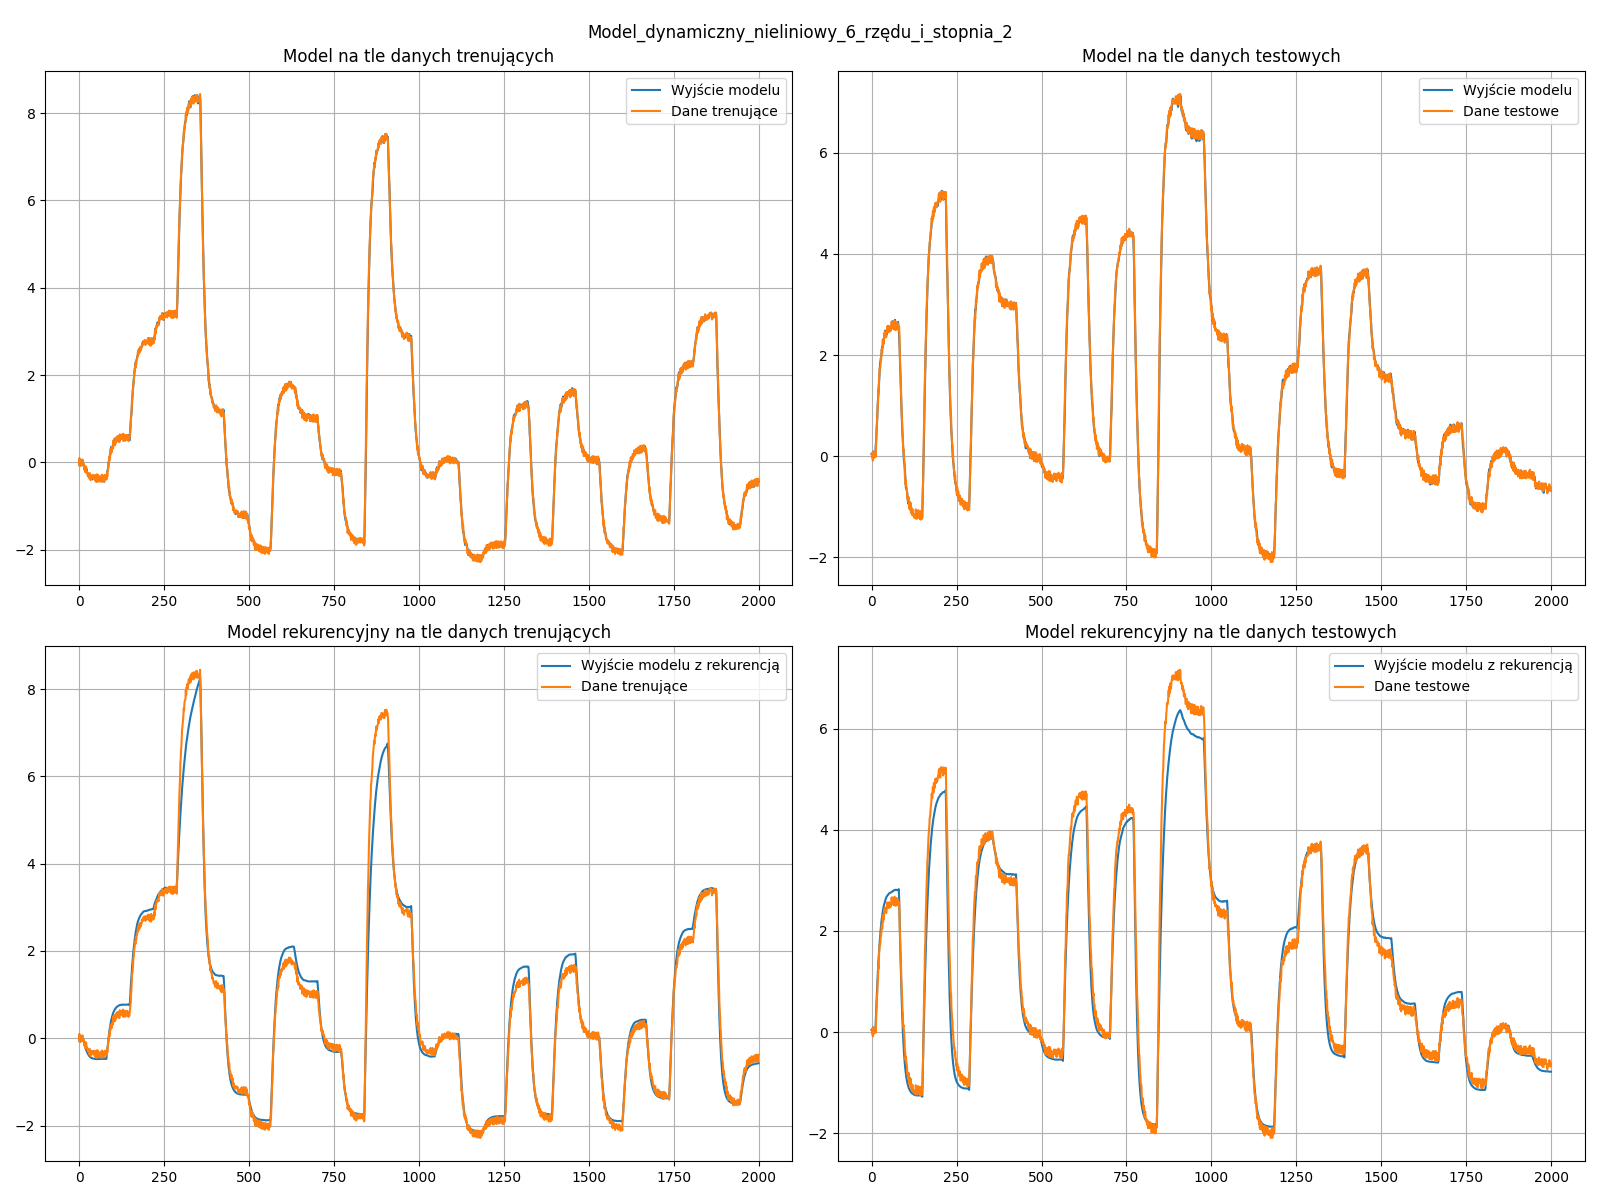 Model_dynamiczny_nieliniowy_6_rzędu_i_stopnia_2
Model na tle danych trenujących
Wyjście modelu
Dane trenujące
8
6
4
2
0
−2
0 250 500 750 1000 1250 1500 1750 2000
Model na tle danych testowych
Wyjście modelu
Dane testowe
6
4
2
0
−2
0 250 500 750 1000 1250 1500 1750 2000
Model rekurencyjny na tle danych trenujących
Wyjście modelu z rekurencją
Dane trenujące
8
6
4
2
0
−2
0 250 500 750 1000 1250 1500 1750 2000
Model rekurencyjny na tle danych testowych
Wyjście modelu z rekurencją
Dane testowe
6
4
2
0
−2
0 250 500 750 1000 1250 1500 1750 2000